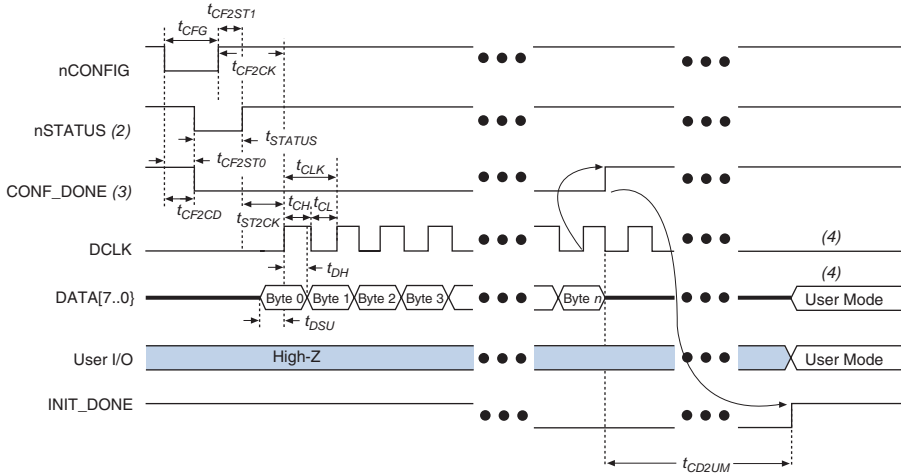 tCF2ST1
tCFG
tCF2CK
nCONFIG
nSTATUS (2)
tSTATUS
tCF2ST0
tCLK
CONF_DONE (3)
tCF2CD
tST2CK
tCH tCL
DCLK
(4)
tDH
(4)
DATA[7..0]
Byte 0 Byte 1 Byte 2 Byte 3 Byte n User Mode
tDSU
User I/O
High-Z
User Mode
INIT_DONE
tCD2UM